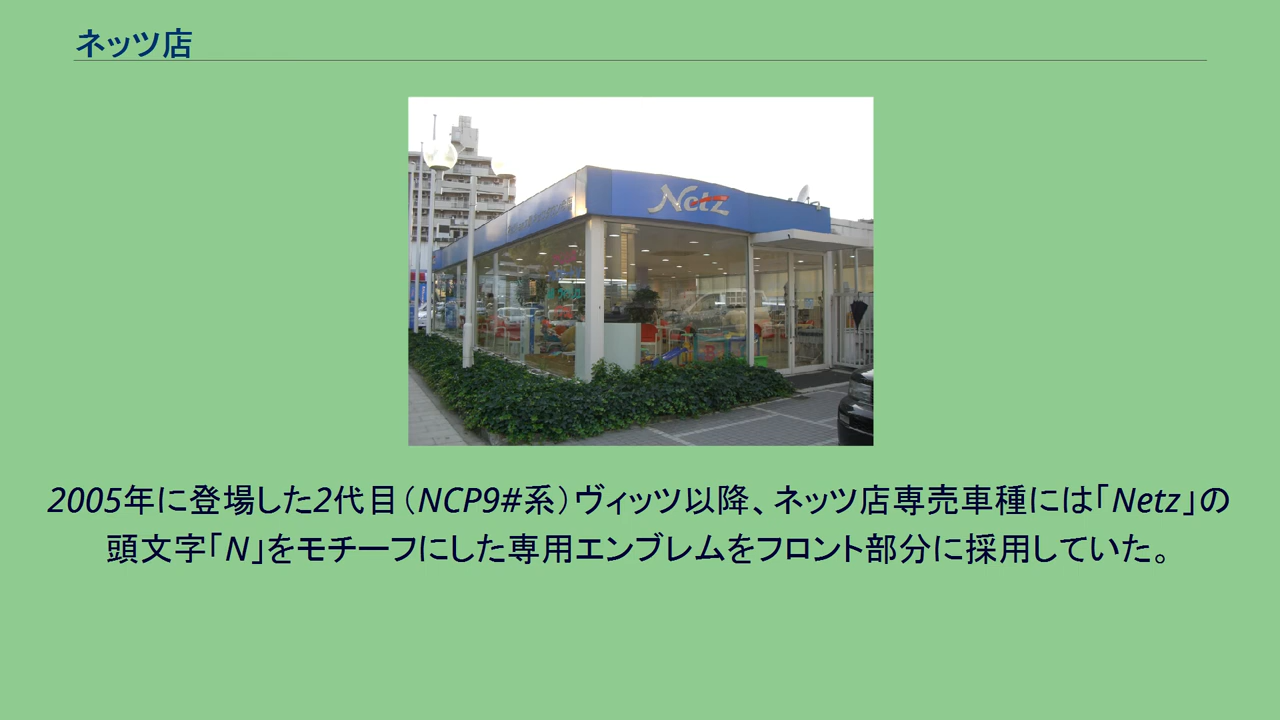 ネッツ店
Netz
2005年に登場した2代目（NCP9#系）ヴィッツ以降、ネッツ店専売車種には「Netz」の
頭文字「N」をモチーフにした専用エンブレムをフロント部分に採用していた。